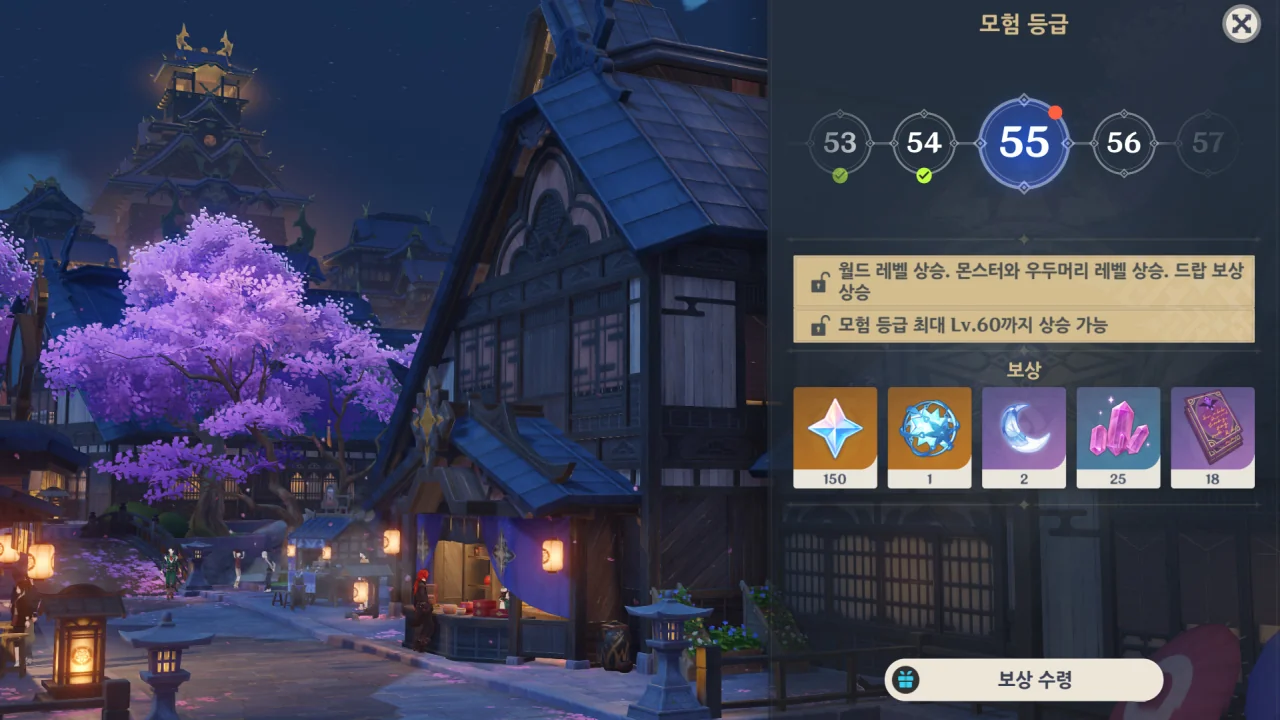 모험 등급
53
54
55
56
57
월드 레벨 상승. 몬스터와 우두머리 레벨 상승. 드랍 보상
상승
모험 등급 최대 Lv.60까지 상승 가능
보상
150
1
2
25
18
보상 수령